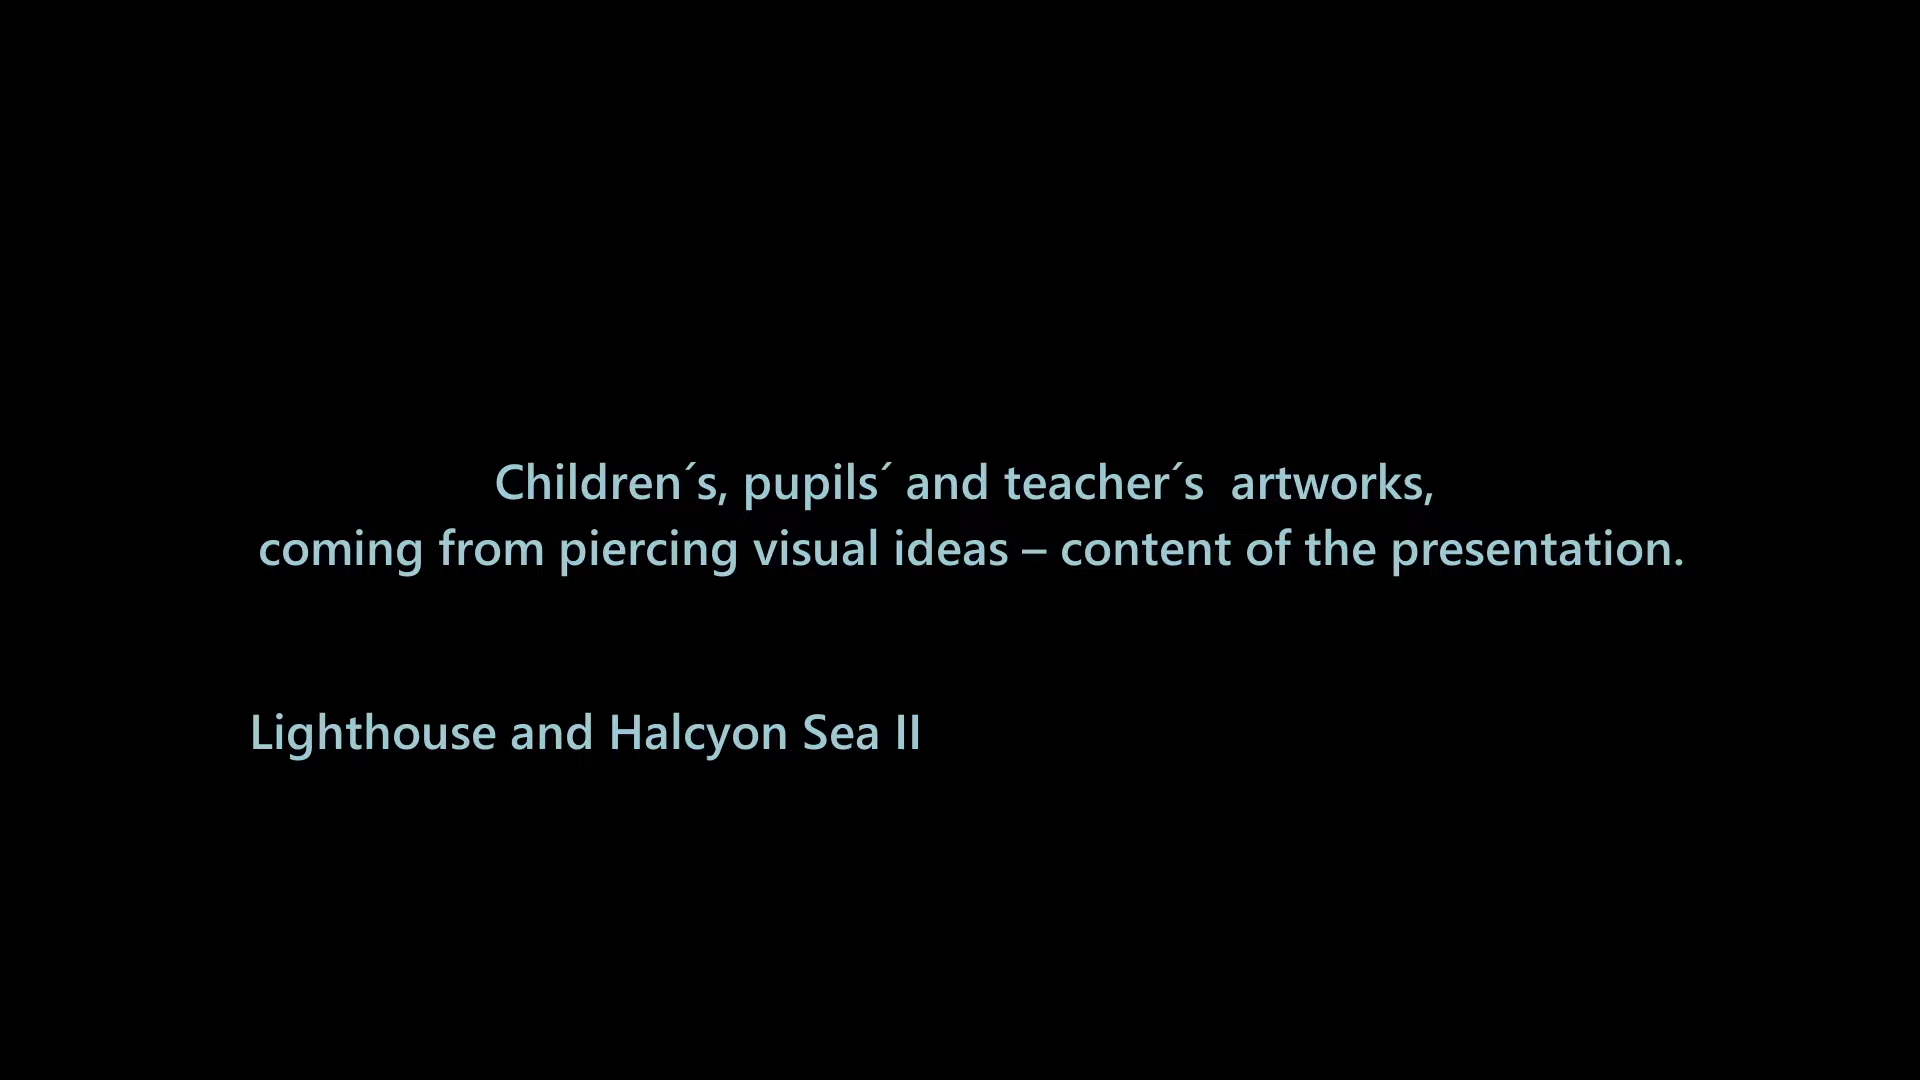 Children´s, pupils´ and teacher´s  artworks,
coming from piercing visual ideas – content of the presentation.
Lighthouse and Halcyon Sea II